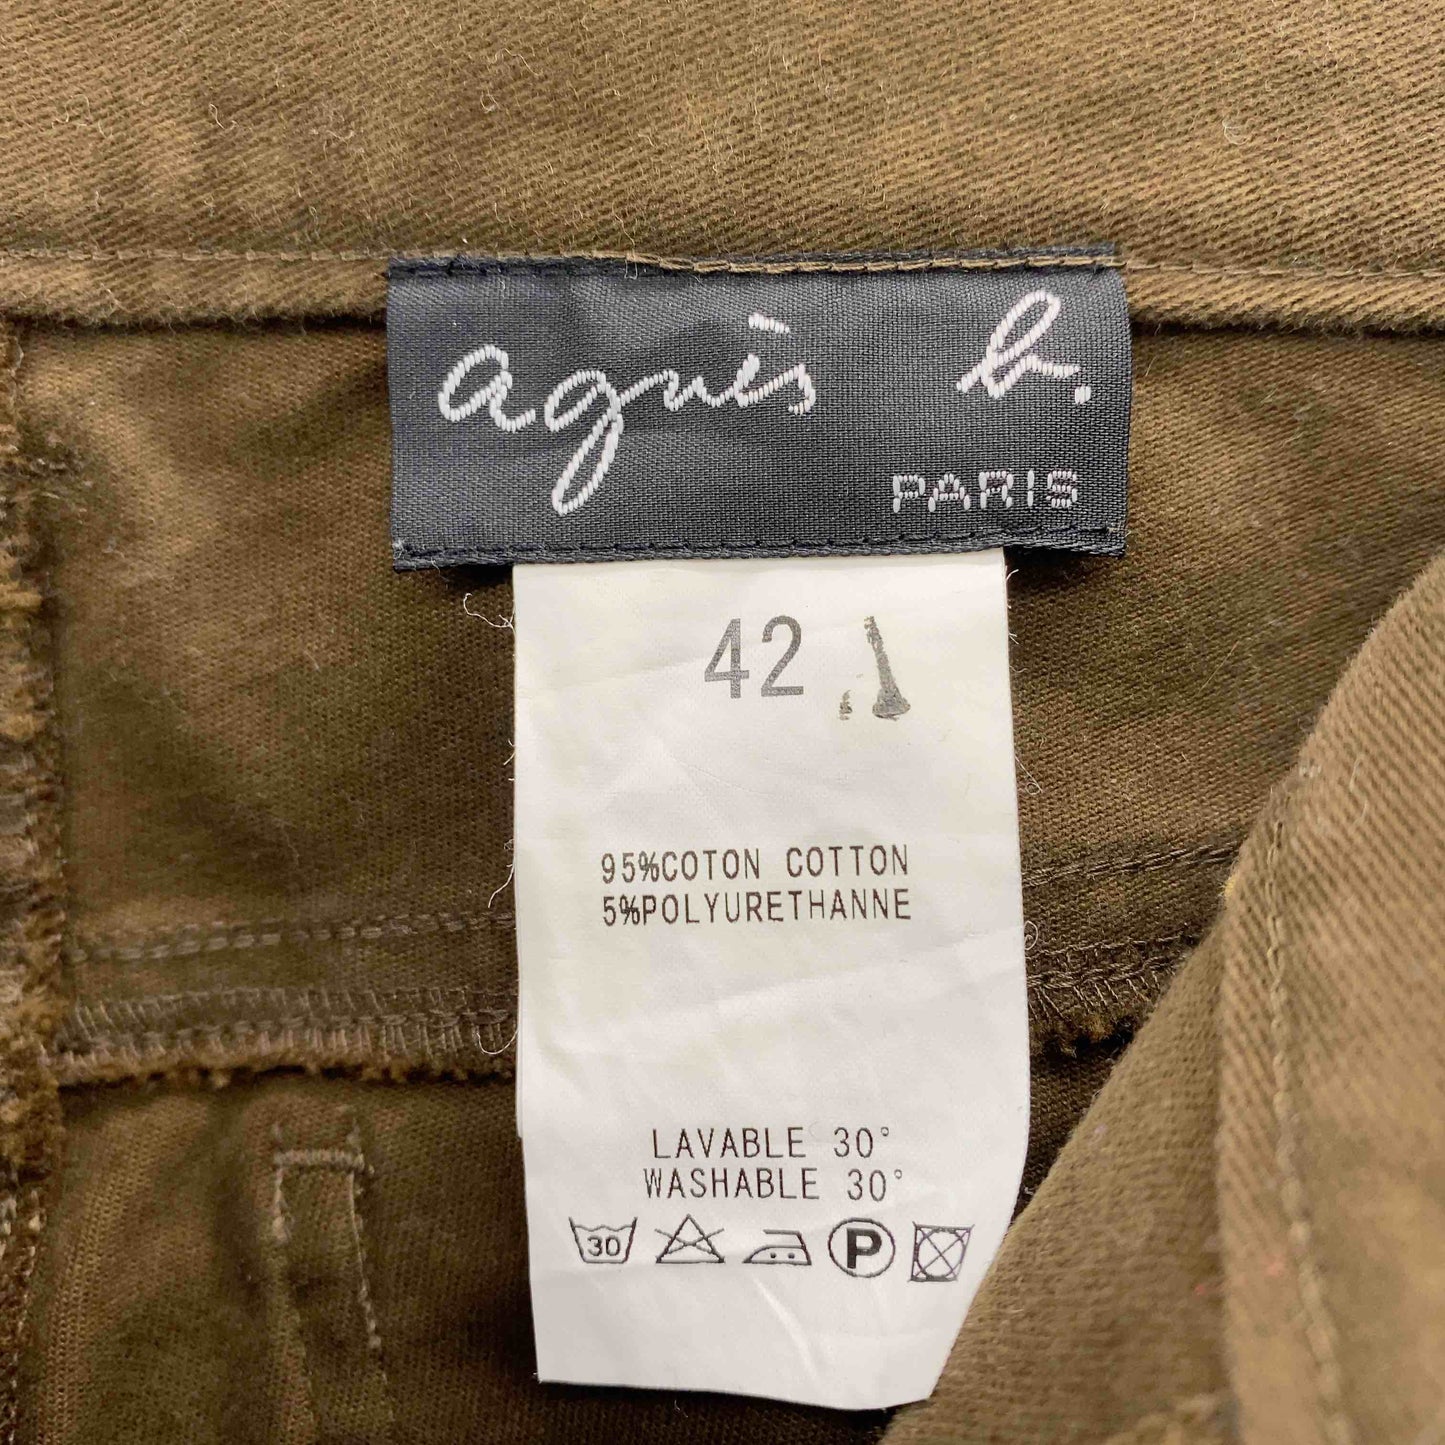 agnès b.
PARIS
42
95%COTON COTTON
5%POLYURETHANNE
LAVABLE 30°
WASHABLE 30°
30 P